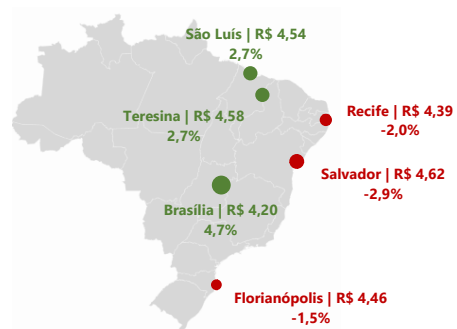 São Luís | R$ 4,54
2,7%
Teresina | R$ 4,58
2,7%
Recife | R$ 4,39
-2,0%
Salvador | R$ 4,62
-2,9%
Brasília | R$ 4,20
4,7%
Florianópolis | R$ 4,46
-1,5%